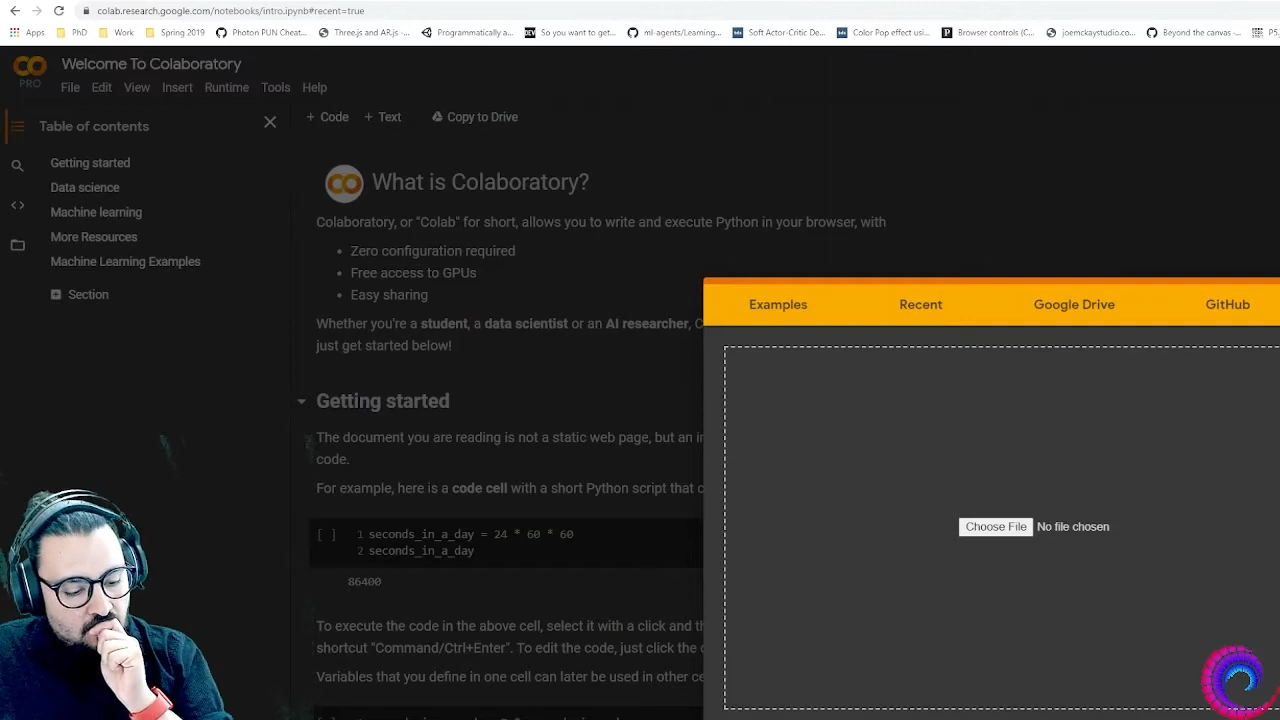 colab.research.google.com/notebooks/intro.ipynb#recent=true
Apps PhD Work Spring 2019 Photon PUN Cheat... Three.js and AR.js -... Programmatically a... So you want to get... ml-agents/Learning... Soft Actor-Critic De... Color Pop effect usi... Browser controls (C... joemckaystudio.co... Beyond the canvas -... P5.
Welcome To Colaboratory
PRO
File Edit View Insert Runtime Tools Help
Table of contents
+ Code + Text Copy to Drive
Getting started
Data science
Machine learning
More Resources
Machine Learning Examples
Section
What is Colaboratory?
Colaboratory, or "Colab" for short, allows you to write and execute Python in your browser, with
• Zero configuration required
• Free access to GPUs
• Easy sharing
Whether you're a student, a data scientist or an AI researcher, C
just get started below!
Examples Recent Google Drive GitHub
Getting started
The document you are reading is not a static web page, but an in
code.
For example, here is a code cell with a short Python script that c
[ ] 1 seconds_in_a_day = 24 * 60 * 60
2 seconds_in_a_day
86400
Choose File No file chosen
To execute the code in the above cell, select it with a click and th
shortcut "Command/Ctrl+Enter". To edit the code, just click the c
Variables that you define in one cell can later be used in other ce